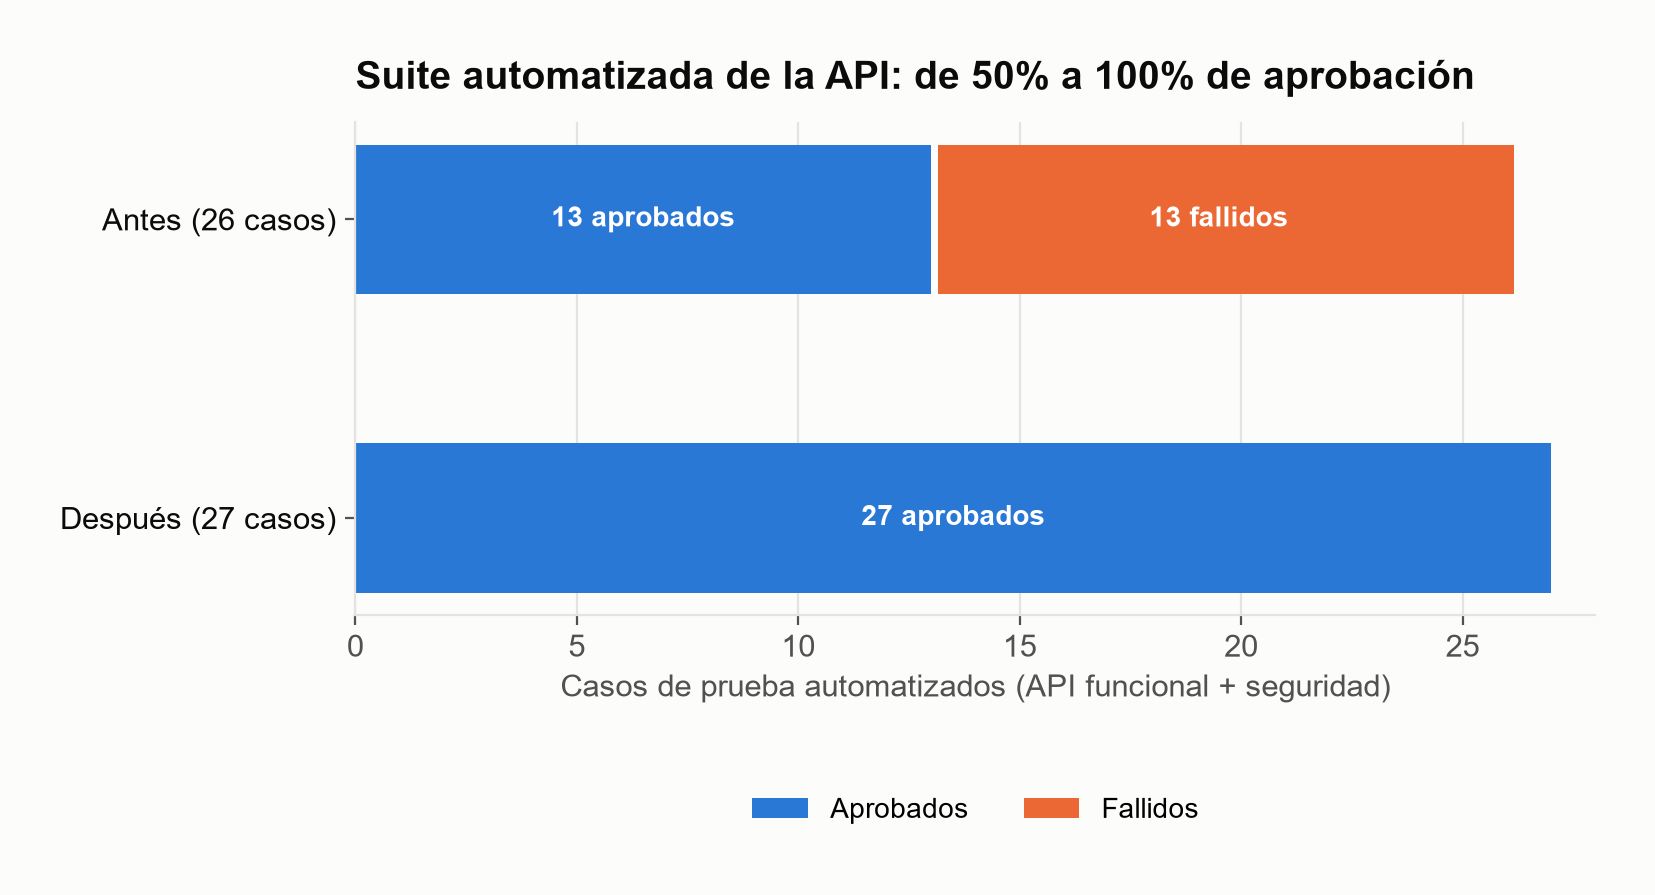 Suite automatizada de la API: de 50% a 100% de aprobación
Antes (26 casos)
13 aprobados
13 fallidos
Después (27 casos)
27 aprobados
0 5 10 15 20 25
Casos de prueba automatizados (API funcional + seguridad)
Aprobados Fallidos